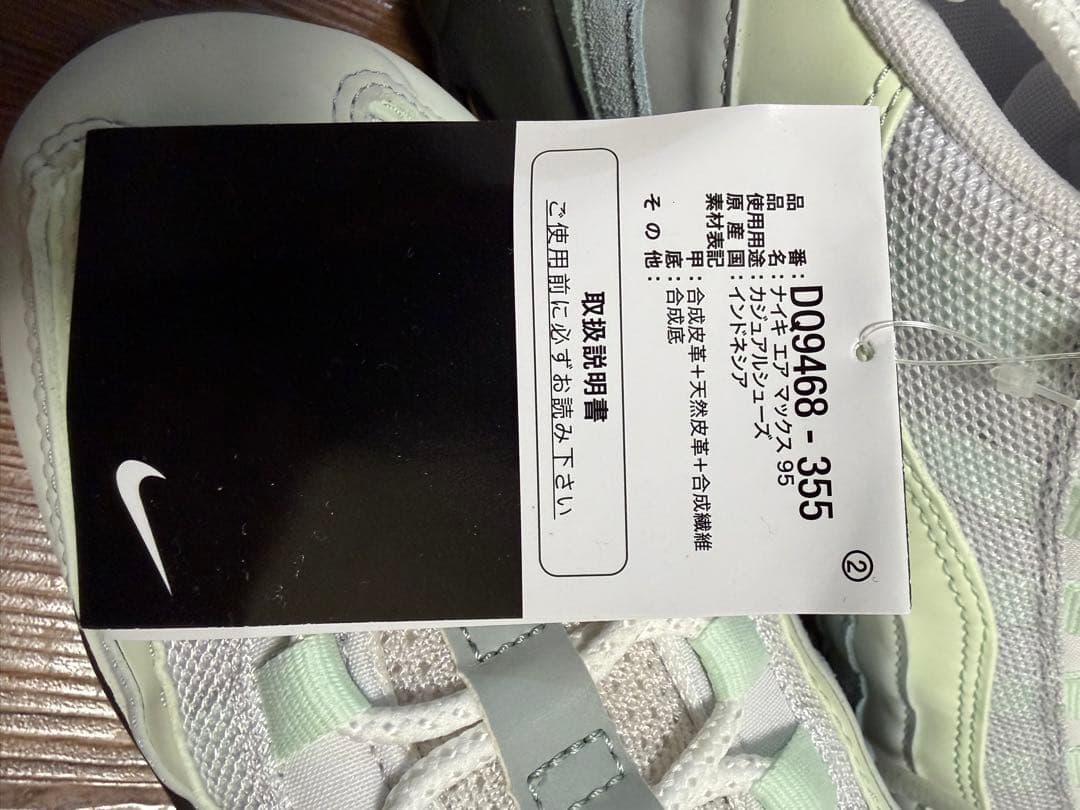 ②
品番：DQ9468 - 355
品名：ナイキ エア マックス 95
使用用途：カジュアルシューズ
原産国：インドネシア
素材表記
甲：合成皮革＋天然皮革＋合成繊維
底：合成底
その他：
取扱説明書
ご使用前に必ずお読み下さい